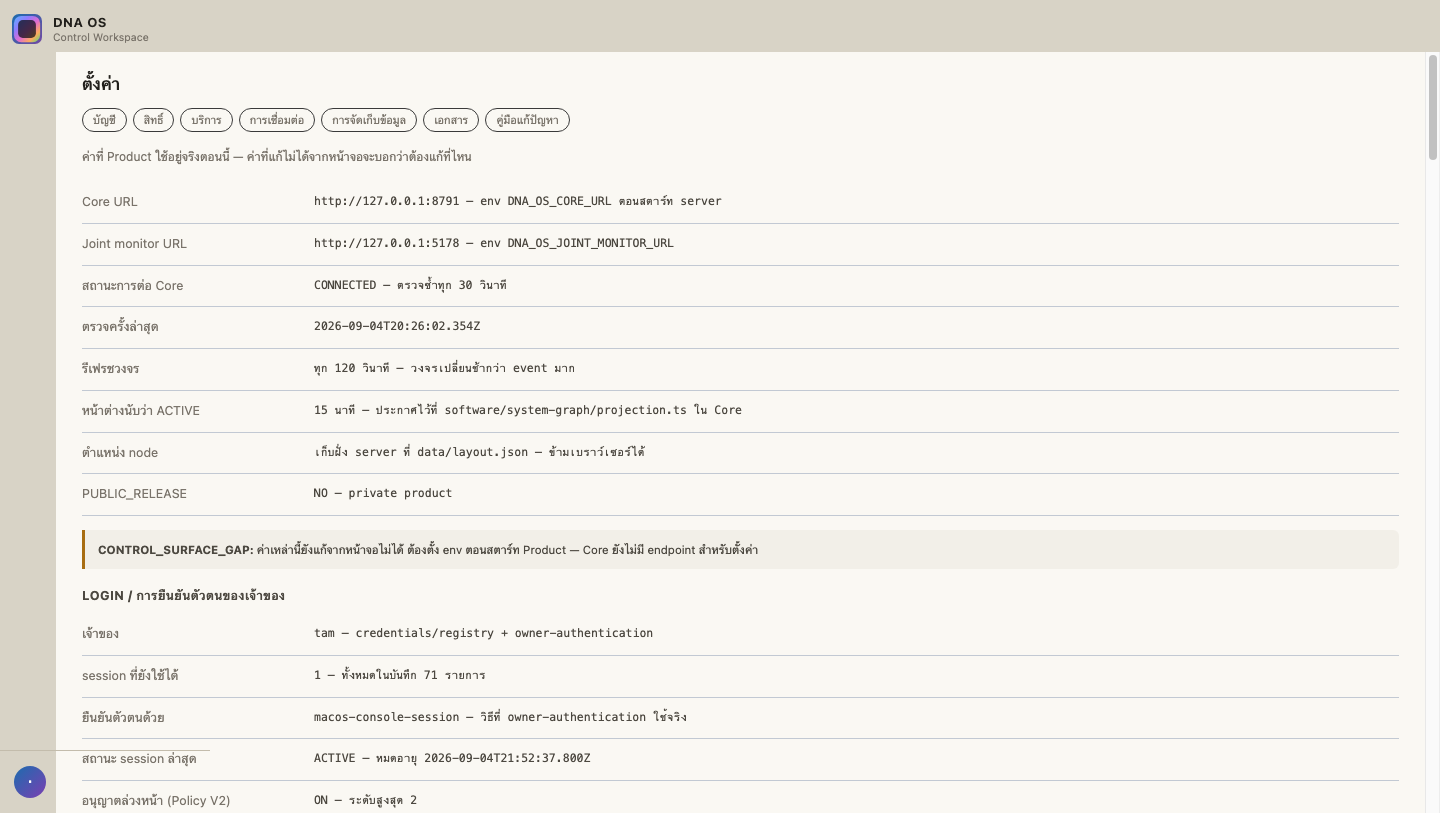 DNA OS
Control Workspace
ตั้งค่า
บัญชี สิทธิ์ บริการ การเชื่อมต่อ การจัดเก็บข้อมูล เอกสาร คู่มือแก้ปัญหา
ค่าที่ Product ใช้อยู่จริงตอนนี้ — ค่าที่แก้ไม่ได้จากหน้าจอจะบอกว่าต้องแก้ที่ไหน
Core URL http://127.0.0.1:8791 — env DNA_OS_CORE_URL ตอนสตาร์ท server
Joint monitor URL http://127.0.0.1:5178 — env DNA_OS_JOINT_MONITOR_URL
สถานะการต่อ Core CONNECTED — ตรวจซ้ำทุก 30 วินาที
ตรวจครั้งล่าสุด 2026-09-04T20:26:02.354Z
รีเฟรชวงจร ทุก 120 วินาที — วงจรเปลี่ยนช้ากว่า event มาก
หน้าต่างนับว่า ACTIVE 15 นาที — ประกาศไว้ที่ software/system-graph/projection.ts ใน Core
ตำแหน่ง node เก็บฝั่ง server ที่ data/layout.json — ข้ามเบราว์เซอร์ได้
PUBLIC_RELEASE NO — private product
CONTROL_SURFACE_GAP: ค่าเหล่านี้ยังแก้จากหน้าจอไม่ได้ ต้องตั้ง env ตอนสตาร์ท Product — Core ยังไม่มี endpoint สำหรับตั้งค่า
LOGIN / การยืนยันตัวตนของเจ้าของ
เจ้าของ tam — credentials/registry + owner-authentication
session ที่ยังใช้ได้ 1 — ทั้งหมดในบันทึก 71 รายการ
ยืนยันตัวตนด้วย macos-console-session — วิธีที่ owner-authentication ใช้จริง
สถานะ session ล่าสุด ACTIVE — หมดอายุ 2026-09-04T21:52:37.800Z
อนุญาตล่วงหน้า (Policy V2) ON — ระดับสูงสุด 2